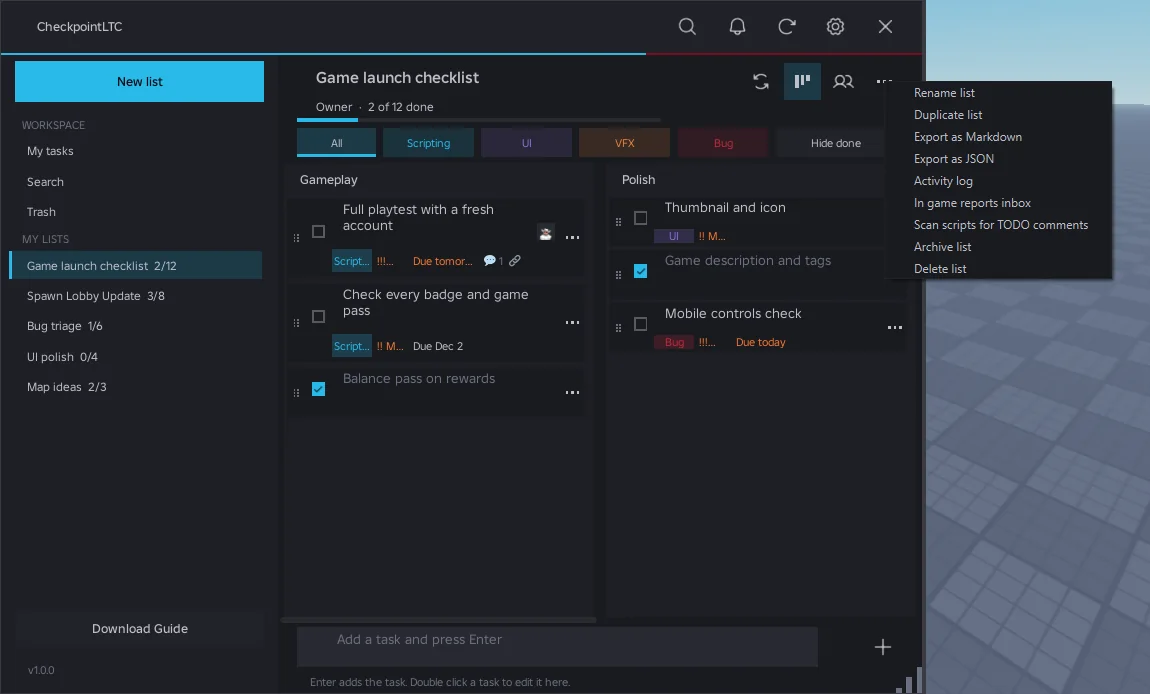 CheckpointLTC
New list
WORKSPACE
My tasks
Search
Trash
MY LISTS
Game launch checklist 2/12
Spawn Lobby Update 3/8
Bug triage 1/6
UI polish 0/4
Map ideas 2/3
Download Guide
v1.0.0
Game launch checklist
Owner · 2 of 12 done
All
Scripting
UI
VFX
Bug
Hide done
Gameplay
Full playtest with a fresh
account
Script... !!!... Due tomor... 1
Check every badge and game
pass
Script... !! M... Due Dec 2
Balance pass on rewards
Polish
Thumbnail and icon
UI !! M...
Game description and tags
Mobile controls check
Bug !!!... Due today
Add a task and press Enter
Enter adds the task. Double click a task to edit it here.
Rename list
Duplicate list
Export as Markdown
Export as JSON
Activity log
In game reports inbox
Scan scripts for TODO comments
Archive list
Delete list